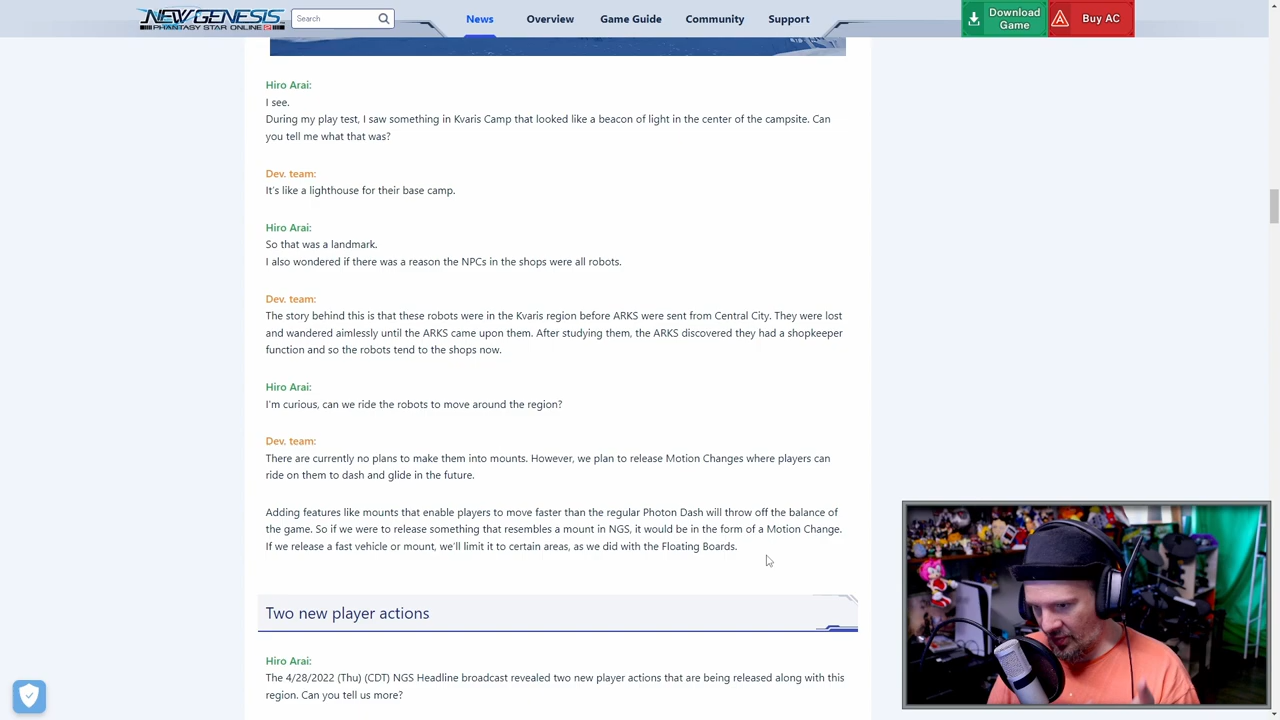 NEW GENESIS
PHANTASY STAR ONLINE 2
Search
News
Overview
Game Guide
Community
Support
Download
Game
Buy AC
Hiro Arai:
I see.
During my play test, I saw something in Kvaris Camp that looked like a beacon of light in the center of the campsite. Can
you tell me what that was?
Dev. team:
It's like a lighthouse for their base camp.
Hiro Arai:
So that was a landmark.
I also wondered if there was a reason the NPCs in the shops were all robots.
Dev. team:
The story behind this is that these robots were in the Kvaris region before ARKS were sent from Central City. They were lost
and wandered aimlessly until the ARKS came upon them. After studying them, the ARKS discovered they had a shopkeeper
function and so the robots tend to the shops now.
Hiro Arai:
I'm curious, can we ride the robots to move around the region?
Dev. team:
There are currently no plans to make them into mounts. However, we plan to release Motion Changes where players can
ride on them to dash and glide in the future.
Adding features like mounts that enable players to move faster than the regular Photon Dash will throw off the balance of
the game. So if we were to release something that resembles a mount in NGS, it would be in the form of a Motion Change.
If we release a fast vehicle or mount, we'll limit it to certain areas, as we did with the Floating Boards.
Two new player actions
Hiro Arai:
The 4/28/2022 (Thu) (CDT) NGS Headline broadcast revealed two new player actions that are being released along with this
region. Can you tell us more?